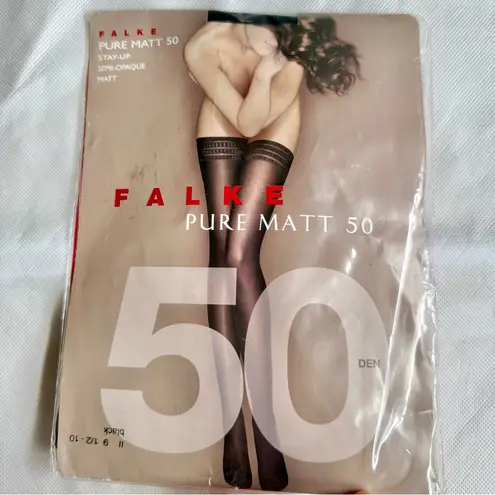 FALKE
PURE MATT 50
STAY-UP
SEMI-OPAQUE
MATT
FALKE
PURE MATT 50
50
DEN
II 9 1/2 - 10
black